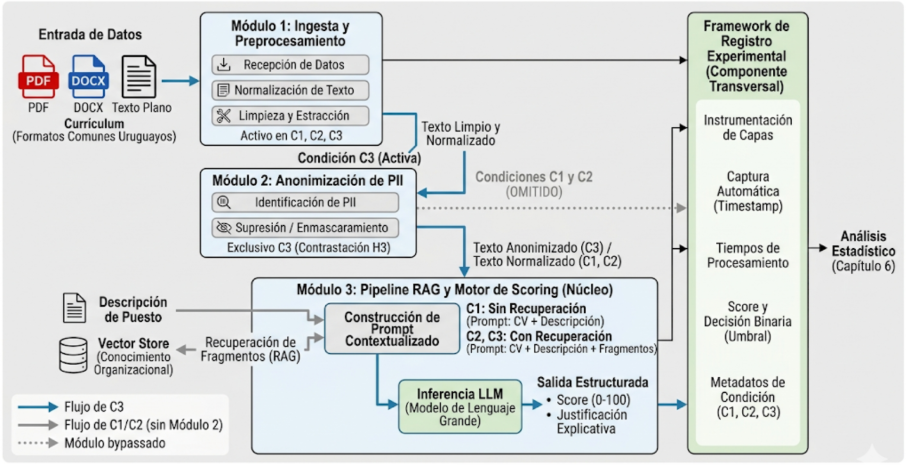 Entrada de Datos
PDF
DOCX
PDF
DOCX
Texto Plano
Currículum
(Formatos Comunes Uruguayos)
Módulo 1: Ingesta y
Preprocesamiento
Recepción de Datos
Normalización de Texto
Limpieza y Extracción
Activo en C1, C2, C3
Condición C3 (Activa)
Texto Limpio y
Normalizado
Módulo 2: Anonimización de PII
Identificación de PII
Supresión / Enmascaramiento
Exclusivo C3 (Contrastación H3)
Condiciones C1 y C2
(OMITIDO)
Texto Anonimizado (C3) /
Texto Normalizado (C1, C2)
Módulo 3: Pipeline RAG y Motor de Scoring (Núcleo)
Descripción
de Puesto
Vector Store
(Conocimiento
Organizacional)
Recuperación de
Fragmentos (RAG)
Construcción de
Prompt
Contextualizado
C1: Sin Recuperación
(Prompt: CV + Descripción)
C2, C3: Con Recuperación
(Prompt: CV + Descripción + Fragmentos)
Inferencia LLM
(Modelo de Lenguaje
Grande)
Salida Estructurada
• Score (0-100)
• Justificación
Explicativa
Flujo de C3
Flujo de C1/C2 (sin Módulo 2)
Módulo bypassado
Framework de
Registro
Experimental
(Componente
Transversal)
Instrumentación
de Capas
Captura
Automática
(Timestamp)
Tiempos de
Procesamiento
Score y
Decisión Binaria
(Umbral)
Metadatos de
Condición
(C1, C2, C3)
Análisis
Estadístico
(Capítulo 6)